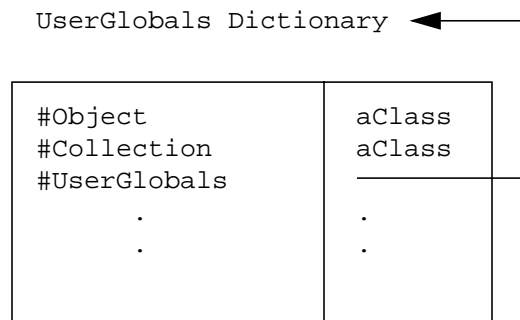 UserGlobals Dictionary
#Object aClass
#Collection aClass
#UserGlobals
. .
. .